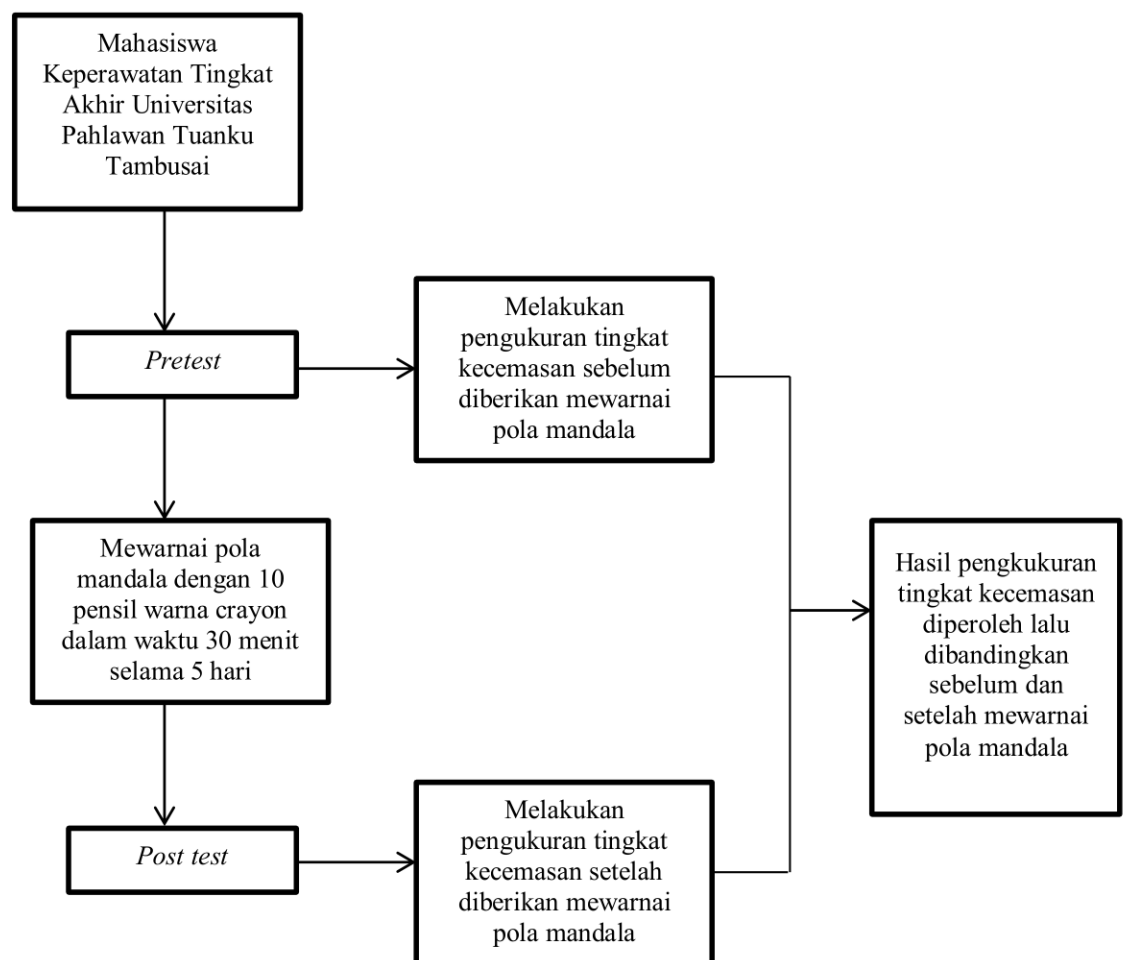 Mahasiswa
Keperawatan Tingkat
Akhir Universitas
Pahlawan Tuanku
Tambusai
Pretest
Melakukan
pengukuran tingkat
kecemasan sebelum
diberikan mewarnai
pola mandala
Mewarnai pola
mandala dengan 10
pensil warna crayon
dalam waktu 30 menit
selama 5 hari
Hasil pengkukuran
tingkat kecemasan
diperoleh lalu
dibandingkan
sebelum dan
setelah mewarnai
pola mandala
Post test
Melakukan
pengukuran tingkat
kecemasan setelah
diberikan mewarnai
pola mandala